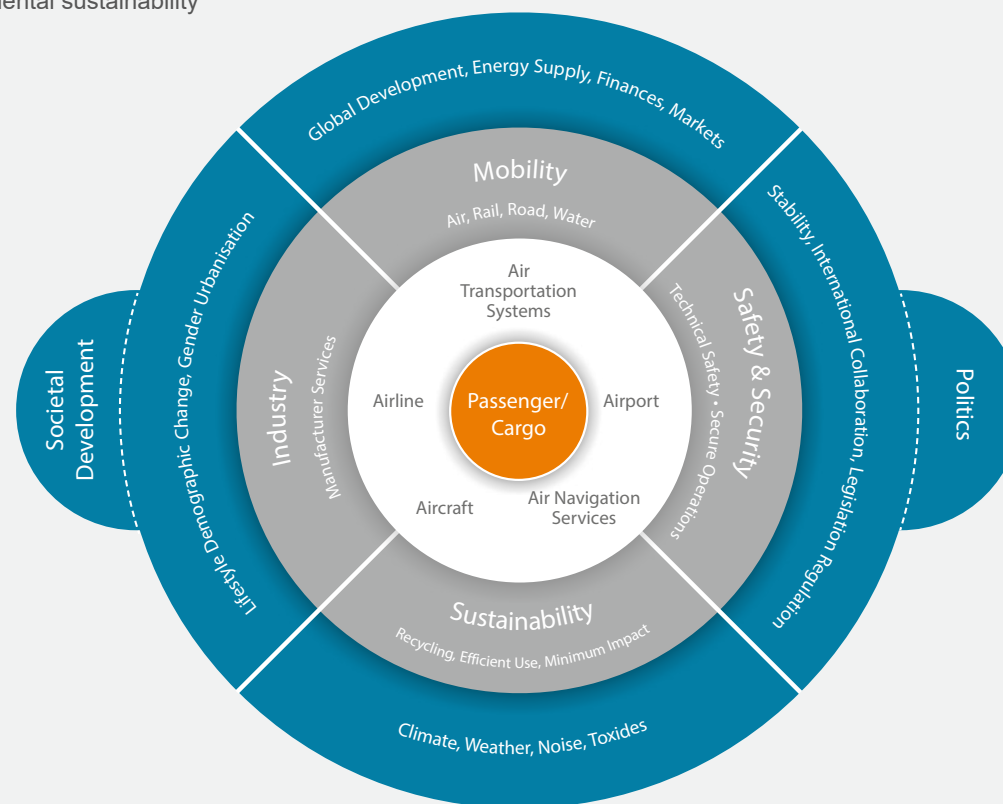 sustainability
Global Development, Energy Supply, Finances, Markets
Mobility
Air, Rail, Road, Water
Stability, International Collaboration, Legislation Regulation
Safety & Security
Technical Safety • Secure Operations
Politics
Societal
Development
Lifestyle Demographic Change, Gender Urbanisation
Industry
Manufacturer Services
Air
Transportation
Systems
Airline
Passenger/
Cargo
Airport
Aircraft
Air Navigation
Services
Sustainability
Recycling, Efficient Use, Minimum Impact
Climate, Weather, Noise, Toxides